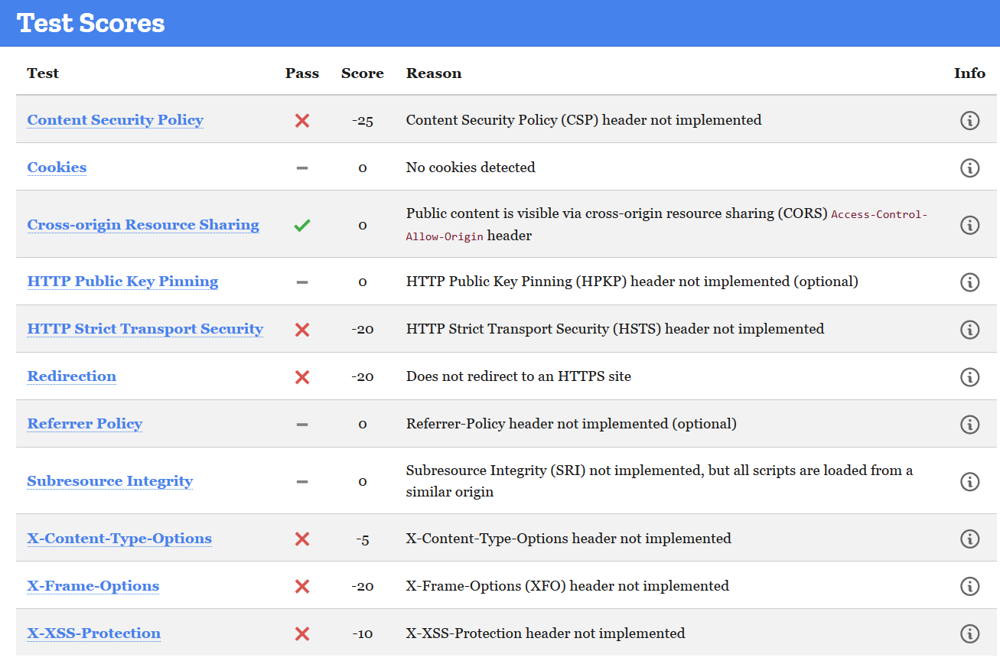 Test Scores
Test Pass Score Reason Info
Content Security Policy -25 Content Security Policy (CSP) header not implemented
Cookies 0 No cookies detected
Cross-origin Resource Sharing 0 Public content is visible via cross-origin resource sharing (CORS) Access-Control-
Allow-Origin header
HTTP Public Key Pinning 0 HTTP Public Key Pinning (HPKP) header not implemented (optional)
HTTP Strict Transport Security -20 HTTP Strict Transport Security (HSTS) header not implemented
Redirection -20 Does not redirect to an HTTPS site
Referrer Policy 0 Referrer-Policy header not implemented (optional)
Subresource Integrity 0 Subresource Integrity (SRI) not implemented, but all scripts are loaded from a
similar origin
X-Content-Type-Options -5 X-Content-Type-Options header not implemented
X-Frame-Options -20 X-Frame-Options (XFO) header not implemented
X-XSS-Protection -10 X-XSS-Protection header not implemented